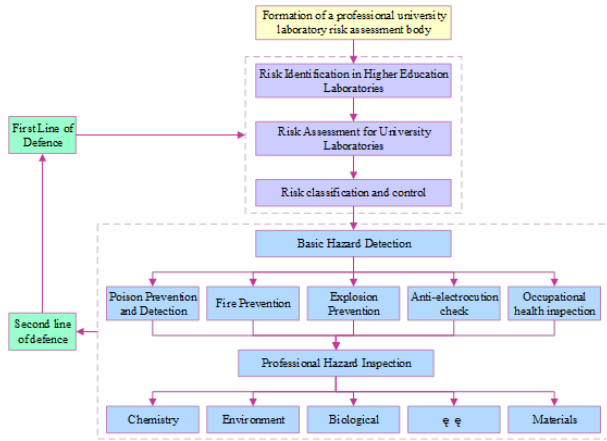 Formation of a professional university
laboratory risk assessment body
Risk Identification in Higher Education
Laboratories
First Line of
Defence
Risk Assessment for University
Laboratories
Risk classification and control
Basic Hazard Detection
Poison Prevention
and Detection
Fire Prevention
Explosion
Prevention
Anti-electrocution
check
Occupational
health inspection
Second line
of defence
Professional Hazard Inspection
Chemistry
Environment
Biological
ę ę
Materials